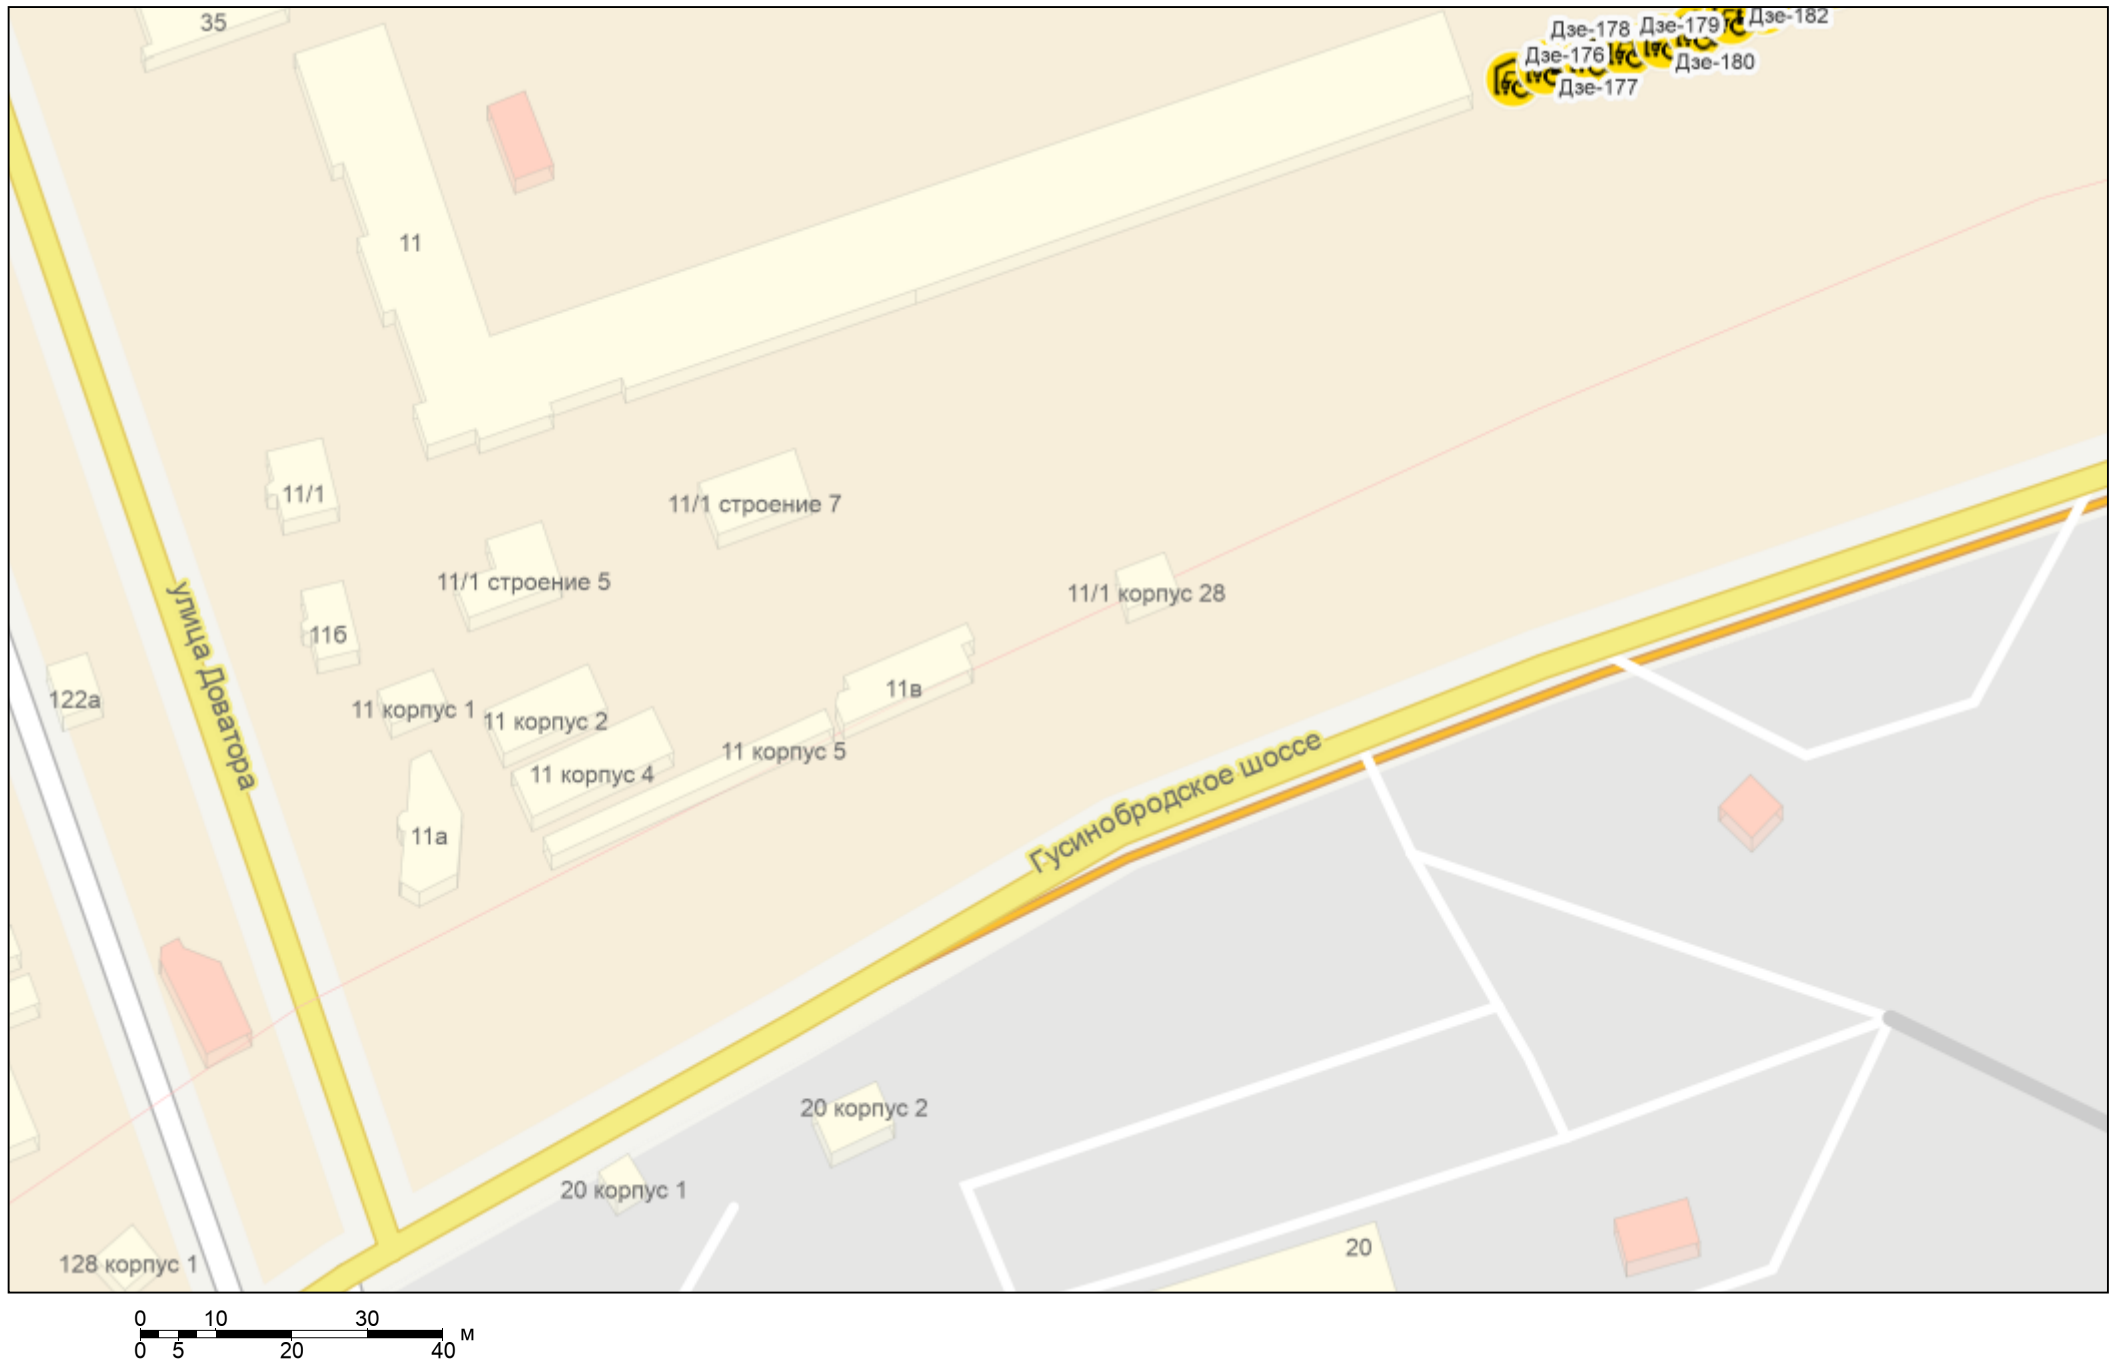 35
Дзе-182
Дзе-178
Дзе-179
Дзе-176
Дзе-180
Дзе-177
11
11/1
11/1 строение 7
11/1 строение 5
11/1 корпус 28
11б
122а
11 корпус 1
11 корпус 2
11в
11 корпус 5
11 корпус 4
улица Доватора
Гусинобродское шоссе
11а
20 корпус 2
20 корпус 1
20
128 корпус 1
0 10 30
м
0 5 20 40